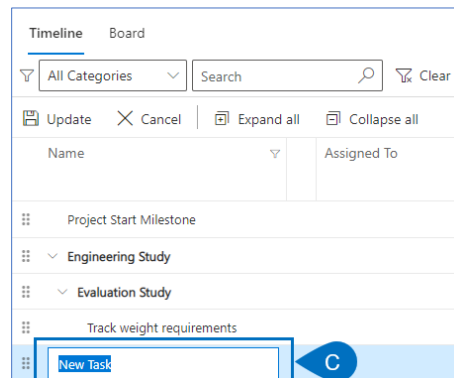 Timeline Board
All Categories Search Clear
Update Cancel Expand all Collapse all
Name Assigned To
Project Start Milestone
Engineering Study
Evaluation Study
Track weight requirements
New Task C